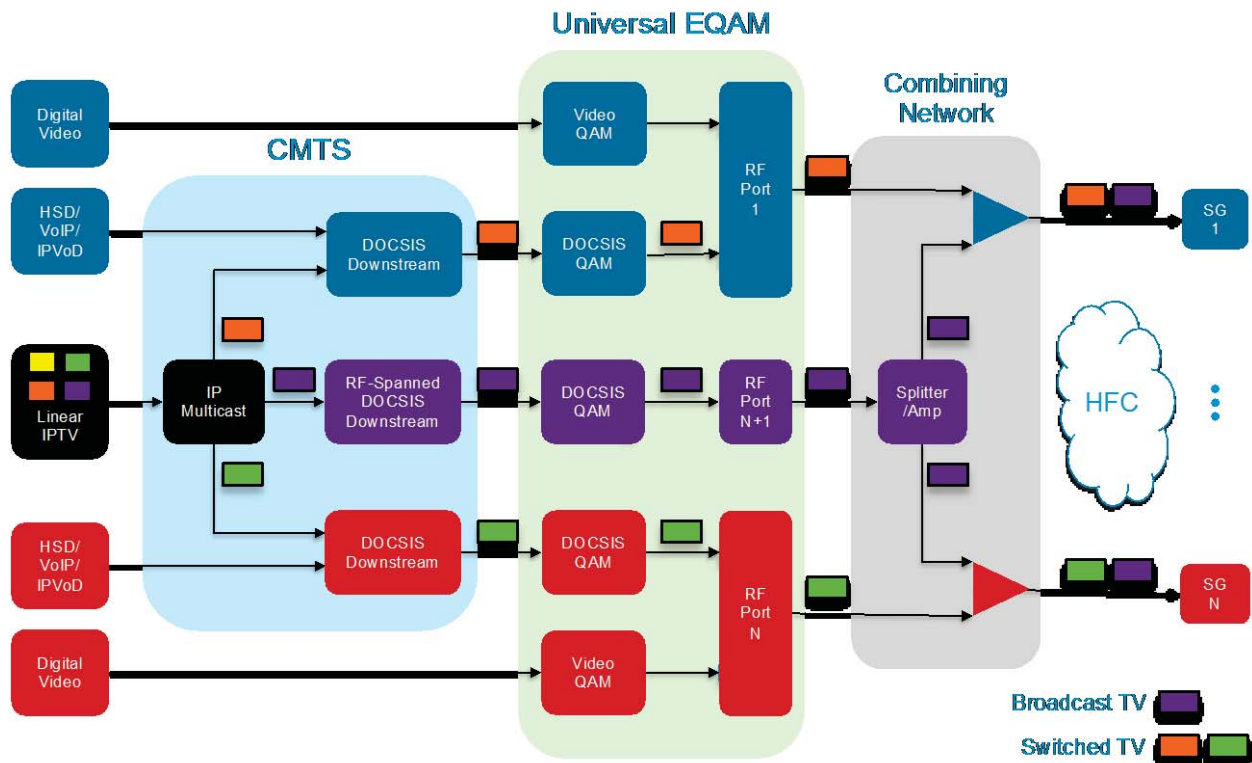 Universal EQAM
Combining
Network
CMTS
Digital
Video
Video
QAM
RF
Port
1
HSD/
VoIP/
IPVoD
DOCSIS
Downstream
DOCSIS
QAM
SG
1
Linear
IPTV
IP
Multicast
RF-Spanned
DOCSIS
Downstream
DOCSIS
QAM
RF
Port
N+1
Splitter
/Amp
HFC
HSD/
VoIP/
IPVoD
DOCSIS
Downstream
DOCSIS
QAM
RF
Port
N
SG
N
Digital
Video
Video
QAM
Broadcast TV
Switched TV